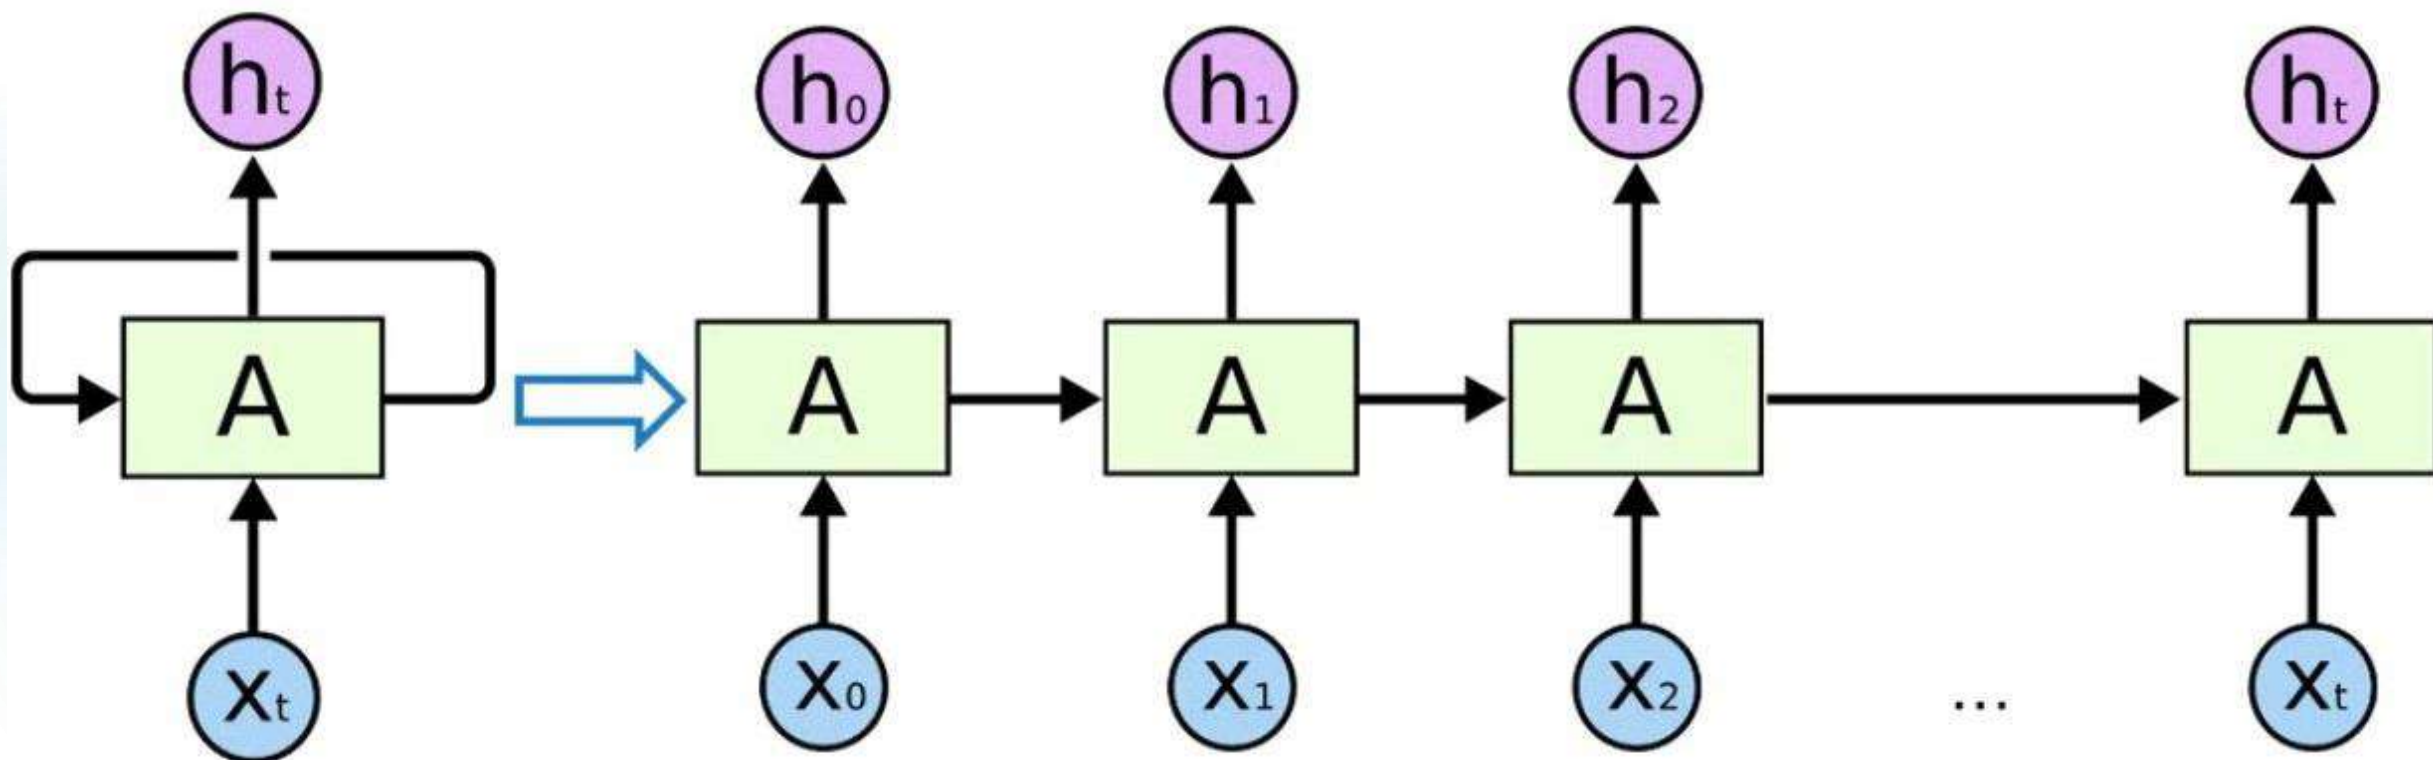 hₜ h₀ h₁ h₂ hₜ
A A A A A
xₜ x₀ x₁ x₂ ... xₜ